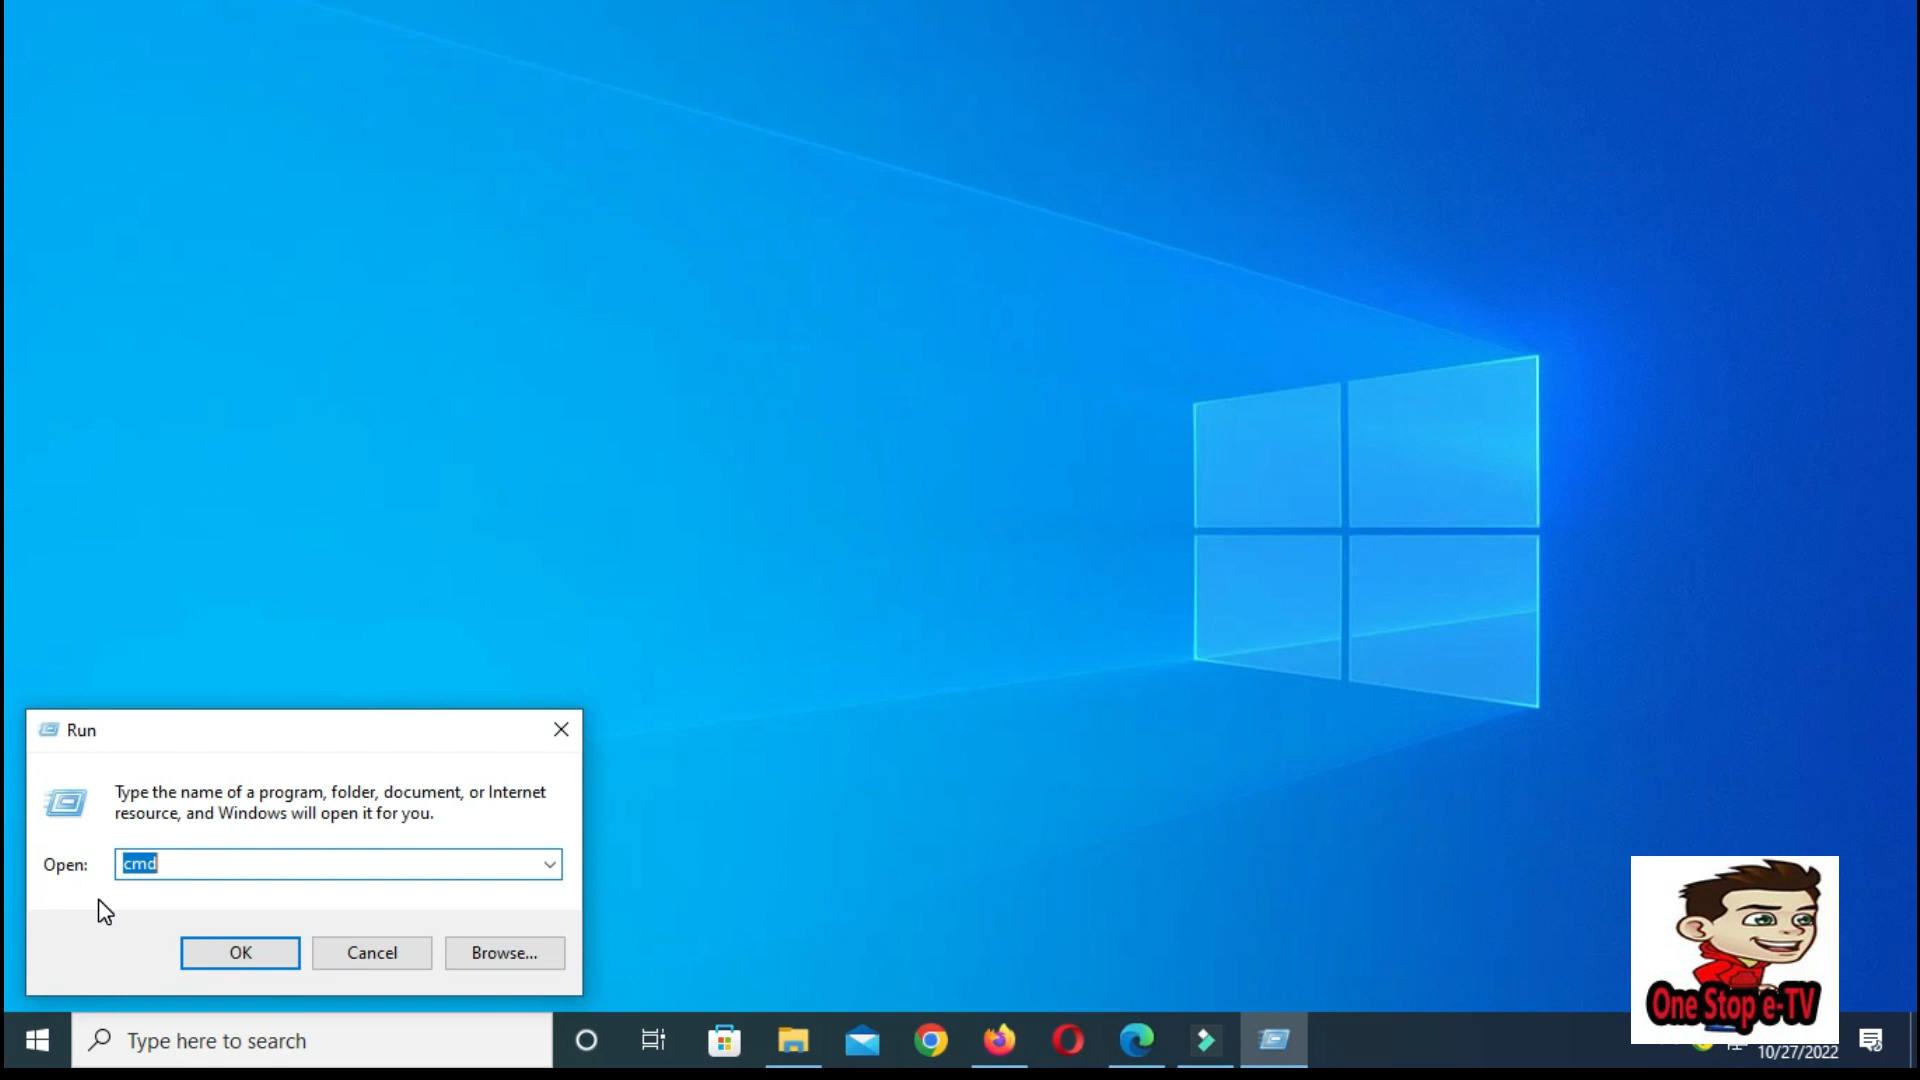 Run
Type the name of a program, folder, document, or Internet
resource, and Windows will open it for you.
Open:
cmd
OK
Cancel
Browse...
One Stop e-TV
Type here to search
10/27/2022